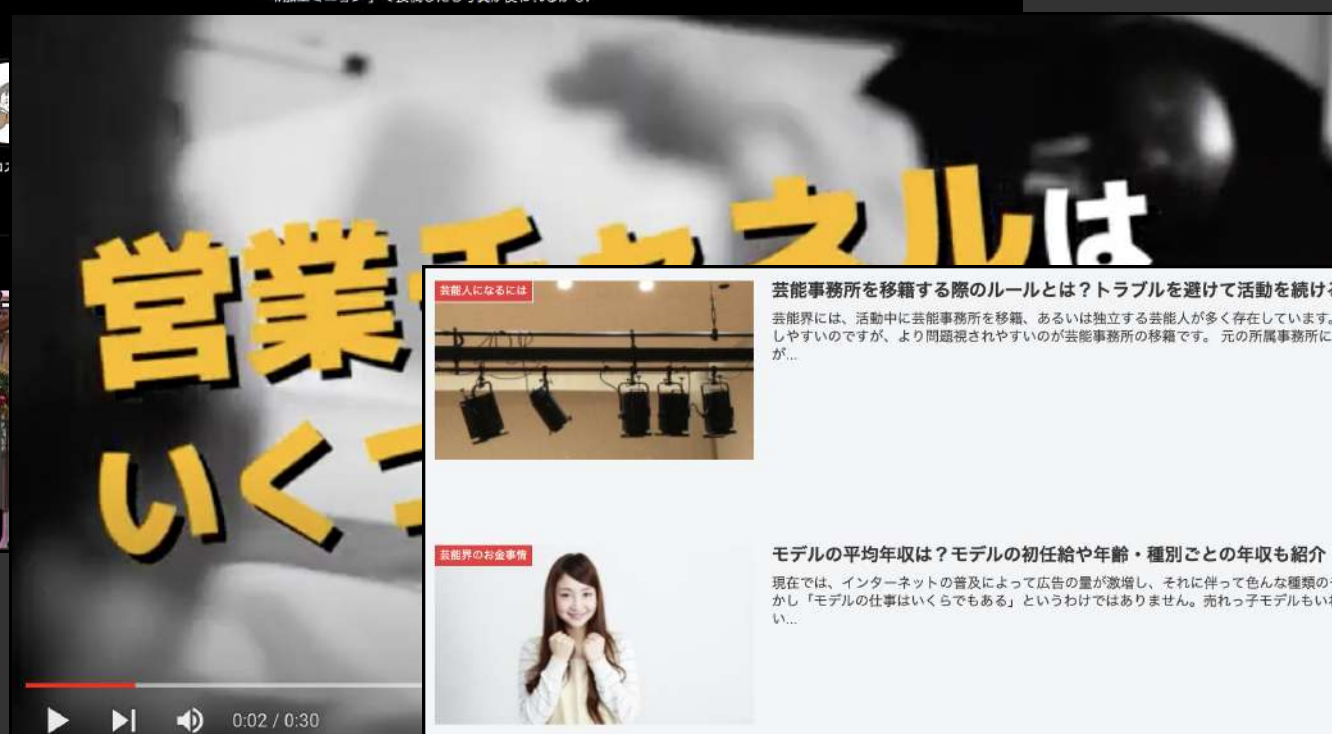 営業チャネルは
いくコ
芸能人になるには
芸能事務所を移籍する際のルールとは？トラブルを避けて活動を続ける
芸能界には、活動中に芸能事務所を移籍、あるいは独立する芸能人が多く存在しています。
しやすいのですが、より問題視されやすいのが芸能事務所の移籍です。 元の所属事務所に
が...
芸能界のお金事情
モデルの平均年収は？モデルの初任給や年齢・種別ごとの年収も紹介
現在では、インターネットの普及によって広告の量が激増し、それに伴って色んな種類の
かし「モデルの仕事はいくらでもある」というわけではありません。売れっ子モデルもい
い...
0:02 / 0:30